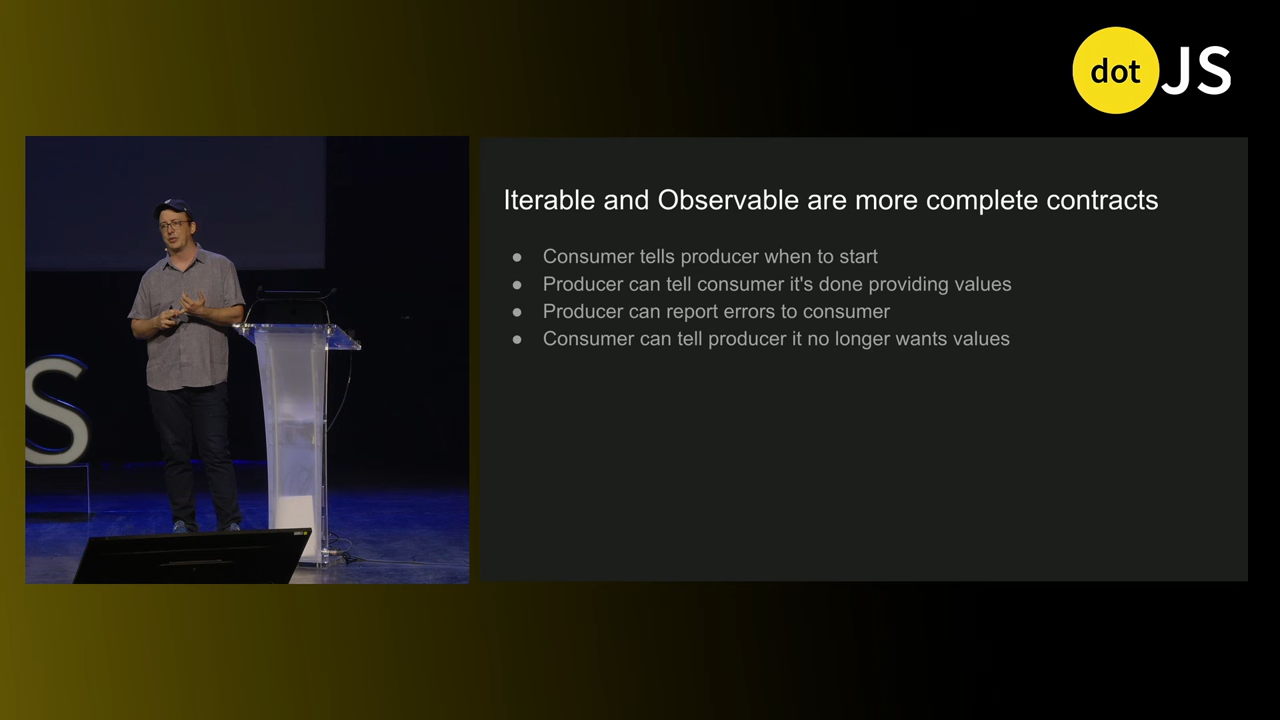 dot JS
Iterable and Observable are more complete contracts
● Consumer tells producer when to start
● Producer can tell consumer it's done providing values
● Producer can report errors to consumer
● Consumer can tell producer it no longer wants values
S